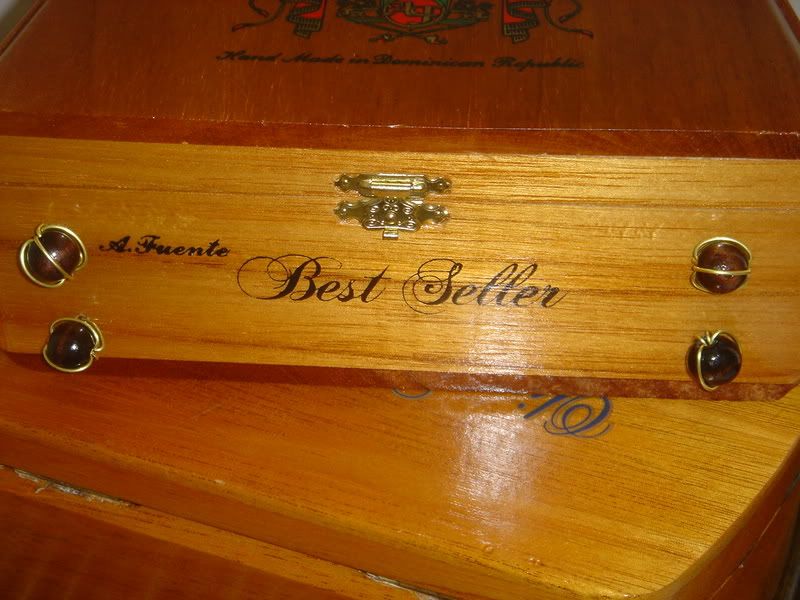 Hand Made in Dominican Republic
A. Fuente
Best Seller